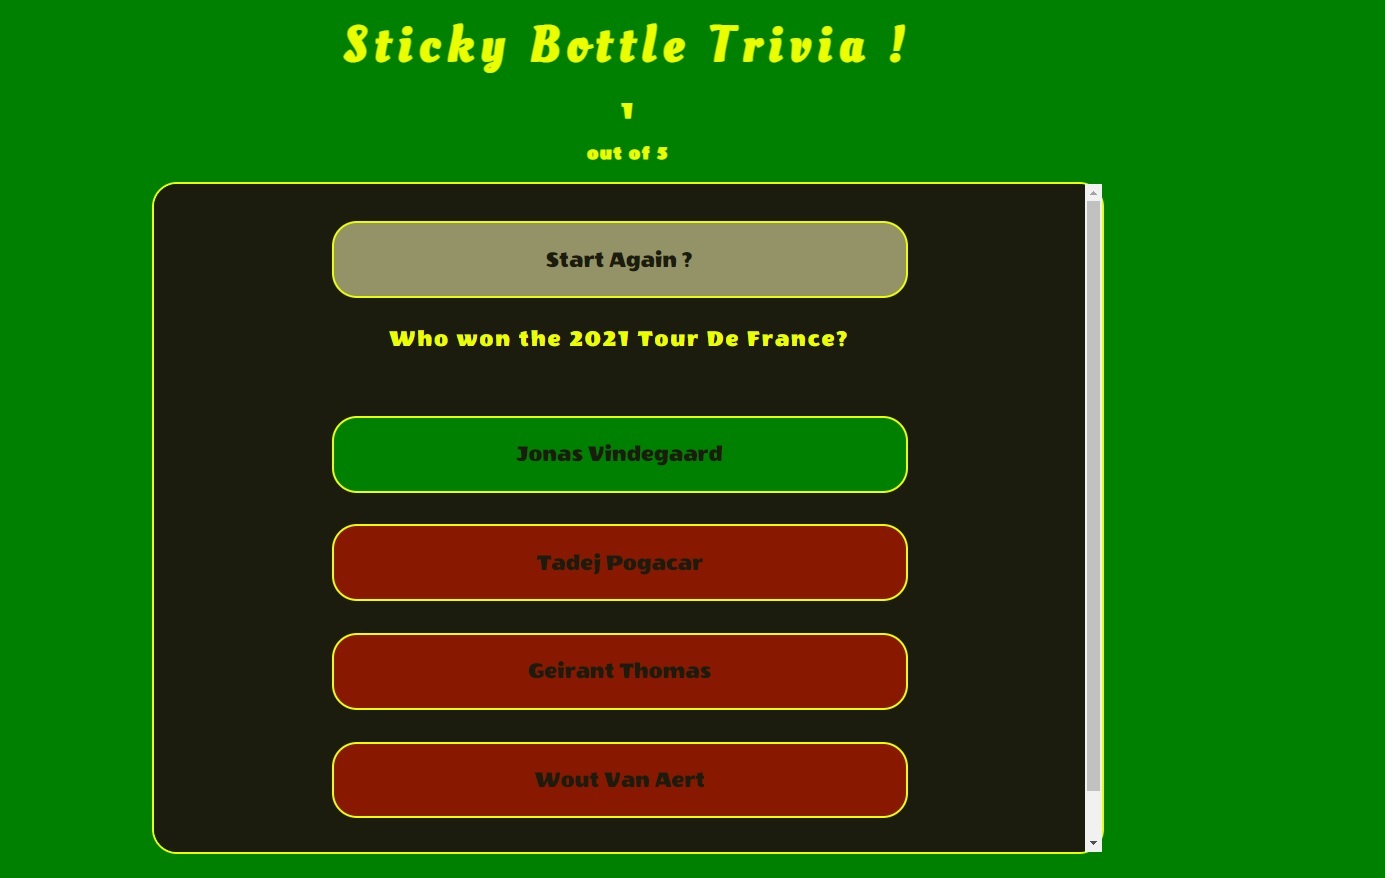 Sticky Bottle Trivia !
1
out of 5
Start Again ?
Who won the 2021 Tour De France?
Jonas Vindegaard
Tadej Pogacar
Geirant Thomas
Wout Van Aert